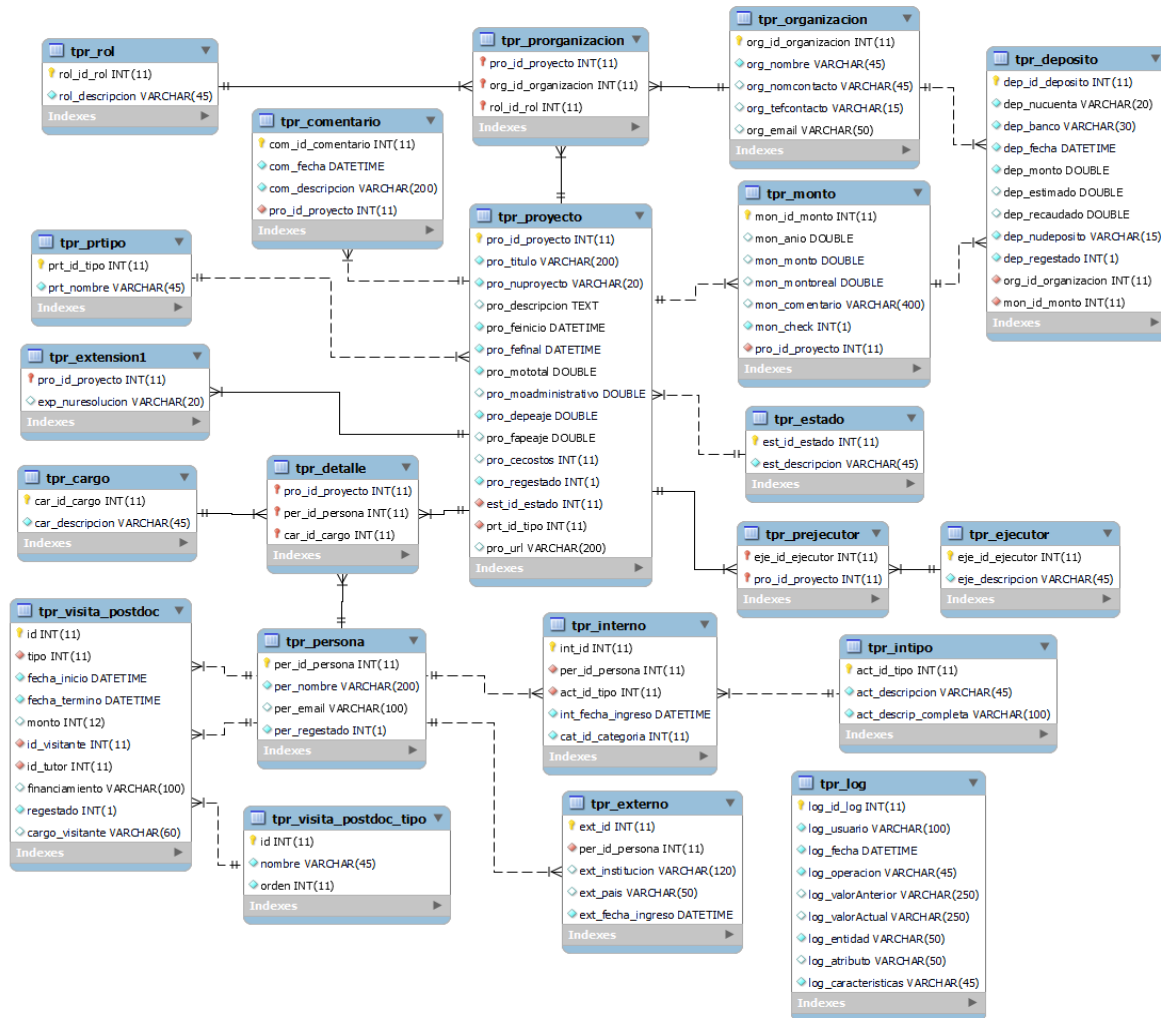 tpr_rol
rol_id_rol INT(11)
rol_descripcion VARCHAR(45)
Indexes
tpr_prorganizacion
pro_id_proyecto INT(11)
org_id_organizacion INT(11)
rol_id_rol INT(11)
Indexes
tpr_organizacion
org_id_organizacion INT(11)
org_nombre VARCHAR(45)
org_nomcontacto VARCHAR(45)
org_tefcontacto VARCHAR(15)
org_email VARCHAR(50)
Indexes
tpr_deposito
dep_id_deposito INT(11)
dep_nucuenta VARCHAR(20)
dep_banco VARCHAR(30)
dep_fecha DATETIME
dep_monto DOUBLE
dep_estimado DOUBLE
dep_recaudado DOUBLE
dep_nudeposito VARCHAR(15)
dep_regestado INT(1)
org_id_organizacion INT(11)
mon_id_monto INT(11)
Indexes
tpr_comentario
com_id_comentario INT(11)
com_fecha DATETIME
com_descripcion VARCHAR(200)
pro_id_proyecto INT(11)
Indexes
tpr_prtipo
prt_id_tipo INT(11)
prt_nombre VARCHAR(45)
Indexes
tpr_proyecto
pro_id_proyecto INT(11)
pro_titulo VARCHAR(200)
pro_nuproyecto VARCHAR(20)
pro_descripcion TEXT
pro_feinicio DATETIME
pro_fefinal DATETIME
pro_mototal DOUBLE
pro_moadministrativo DOUBLE
pro_depeaje DOUBLE
pro_fapeaje DOUBLE
pro_cecostos INT(11)
pro_regestado INT(1)
est_id_estado INT(11)
prt_id_tipo INT(11)
pro_url VARCHAR(200)
Indexes
tpr_monto
mon_id_monto INT(11)
mon_anio DOUBLE
mon_monto DOUBLE
mon_montoreal DOUBLE
mon_comentario VARCHAR(400)
mon_check INT(1)
pro_id_proyecto INT(11)
Indexes
tpr_extension1
pro_id_proyecto INT(11)
exp_nuresolucion VARCHAR(20)
Indexes
tpr_estado
est_id_estado INT(11)
est_descripcion VARCHAR(45)
Indexes
tpr_cargo
car_id_cargo INT(11)
car_descripcion VARCHAR(45)
Indexes
tpr_detalle
pro_id_proyecto INT(11)
per_id_persona INT(11)
car_id_cargo INT(11)
Indexes
tpr_prejecutor
eje_id_ejecutor INT(11)
pro_id_proyecto INT(11)
Indexes
tpr_ejecutor
eje_id_ejecutor INT(11)
eje_descripcion VARCHAR(45)
Indexes
tpr_visita_postdoc
id INT(11)
tipo INT(11)
fecha_inicio DATETIME
fecha_termino DATETIME
monto INT(12)
id_visitante INT(11)
id_tutor INT(11)
financiamiento VARCHAR(100)
regestado INT(1)
cargo_visitante VARCHAR(60)
Indexes
tpr_persona
per_id_persona INT(11)
per_nombre VARCHAR(200)
per_email VARCHAR(100)
per_regestado INT(1)
Indexes
tpr_interno
int_id INT(11)
per_id_persona INT(11)
act_id_tipo INT(11)
int_fecha_ingreso DATETIME
cat_id_categoria INT(11)
Indexes
tpr_intipo
act_id_tipo INT(11)
act_descripcion VARCHAR(45)
act_descrip_completa VARCHAR(100)
Indexes
tpr_visita_postdoc_tipo
id INT(11)
nombre VARCHAR(45)
orden INT(11)
Indexes
tpr_externo
ext_id INT(11)
per_id_persona INT(11)
ext_institucion VARCHAR(120)
ext_pais VARCHAR(50)
ext_fecha_ingreso DATETIME
Indexes
tpr_log
log_id_log INT(11)
log_usuario VARCHAR(100)
log_fecha DATETIME
log_operacion VARCHAR(45)
log_valorAnterior VARCHAR(250)
log_valorActual VARCHAR(250)
log_entidad VARCHAR(50)
log_atributo VARCHAR(50)
log_caracteristicas VARCHAR(45)
Indexes